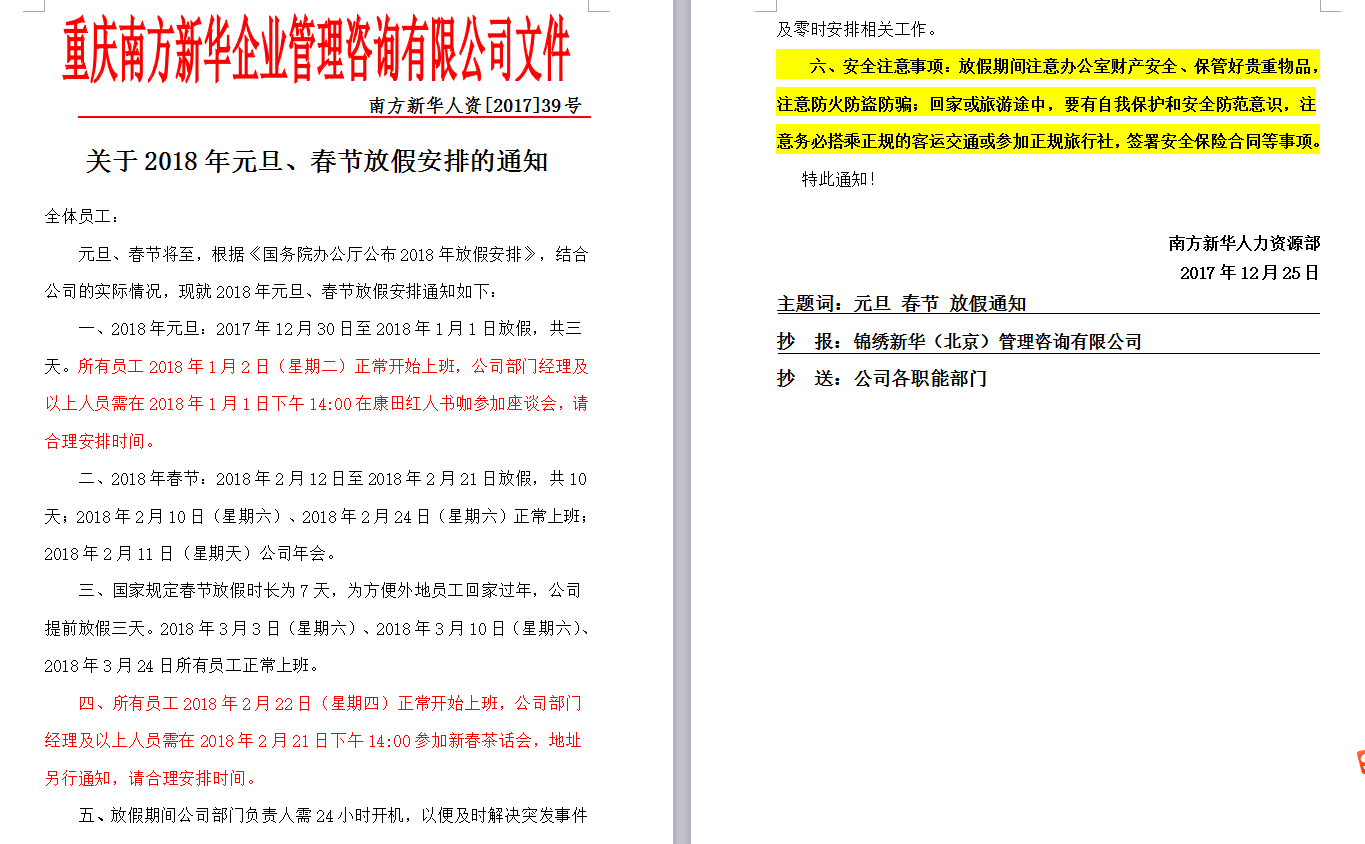 重庆南方新华企业管理咨询有限公司文件
南方新华人资[2017]39号
关于2018年元旦、春节放假安排的通知
全体员工：
元旦、春节将至，根据《国务院办公厅公布2018年放假安排》，结合
公司的实际情况，现就2018年元旦、春节放假安排通知如下：
一、2018年元旦：2017年12月30日至2018年1月1日放假，共三
天。所有员工2018年1月2日（星期二）正常开始上班，公司部门经理及
以上人员需在2018年1月1日下午14:00在康田红人书咖参加座谈会，请
合理安排时间。
二、2018年春节：2018年2月12日至2018年2月21日放假，共10
天；2018年2月10日（星期六）、2018年2月24日（星期六）正常上班；
2018年2月11日（星期天）公司年会。
三、国家规定春节放假时长为7天，为方便外地员工回家过年，公司
提前放假三天。2018年3月3日（星期六）、2018年3月10日（星期六）、
2018年3月24日所有员工正常上班。
四、所有员工2018年2月22日（星期四）正常开始上班，公司部门
经理及以上人员需在2018年2月21日下午14:00参加新春茶话会，地址
另行通知，请合理安排时间。
五、放假期间公司部门负责人需24小时开机，以便及时解决突发事件
及零时安排相关工作。
六、安全注意事项：放假期间注意办公室财产安全、保管好贵重物品，
注意防火防盗防骗；回家或旅游途中，要有自我保护和安全防范意识，注
意务必搭乘正规的客运交通或参加正规旅行社，签署安全保险合同等事项。
特此通知！
南方新华人力资源部
2017年12月25日
主题词：元旦 春节 放假通知
抄 报：锦绣新华（北京）管理咨询有限公司
抄 送：公司各职能部门